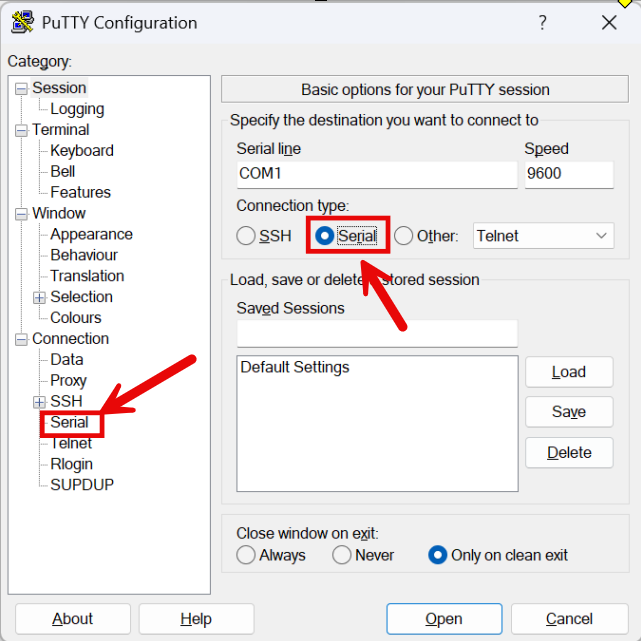 PuTTY Configuration
?
Category:
Session
Logging
Terminal
Keyboard
Bell
Features
Window
Appearance
Behaviour
Translation
Selection
Colours
Connection
Data
Proxy
SSH
Serial
Telnet
Rlogin
SUPDUP
Basic options for your PuTTY session
Specify the destination you want to connect to
Serial line Speed
COM1 9600
Connection type:
SSH Serial Other: Telnet
Load, save or delete stored session
Saved Sessions
Default Settings
Load
Save
Delete
Close window on exit:
Always Never Only on clean exit
About Help Open Cancel